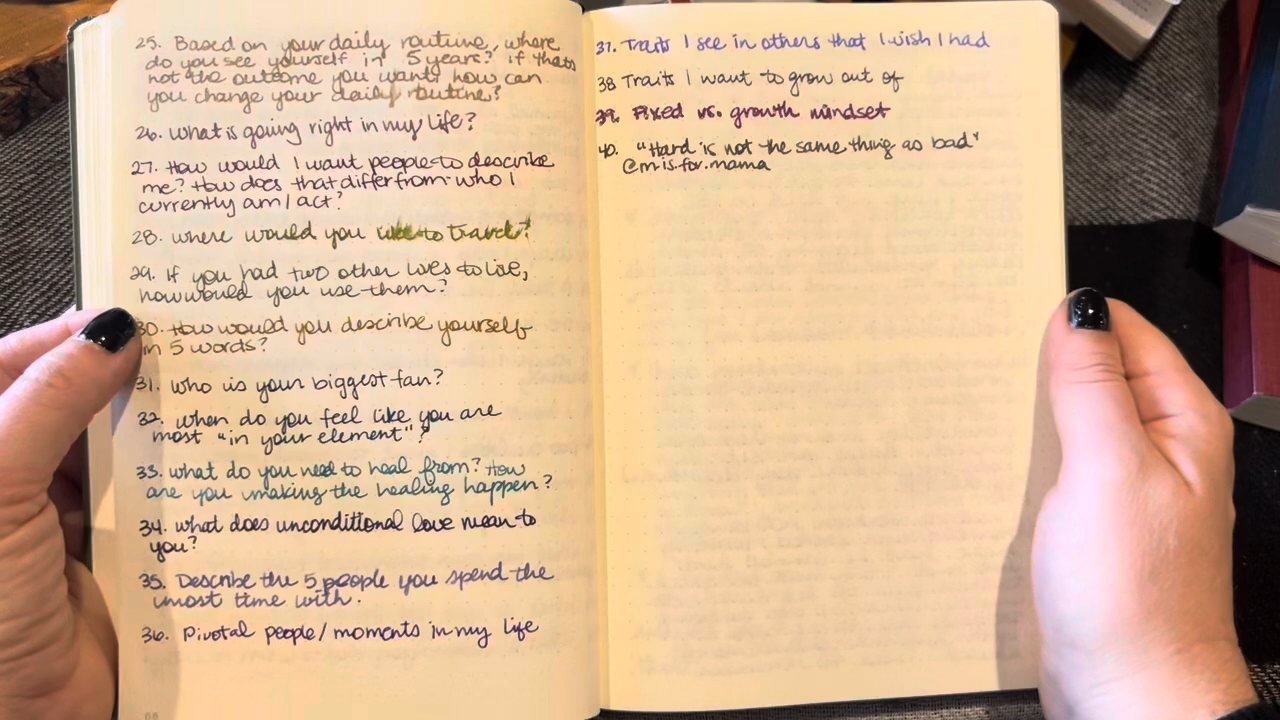 25. Based on your daily routine, where
do you see yourself in 5 years? If thats
not the outcome you want, how can
you change your daily routine?
26. What is going right in my life?
27. How would I want people to describe
me? How does that differ from who I
currently am/act?
28. where would you like to travel?
29. If you had two other lives to live,
how would you use them?
30. How would you describe yourself
in 5 words?
31. who is your biggest fan?
32. when do you feel like you are
most "in your element"?
33. what do you need to heal from? How
are you making the healing happen?
34. what does unconditional love mean to
you?
35. Describe the 5 people you spend the
most time with.
36. Pivotal people/moments in my life
37. Traits I see in others that I wish I had
38 Traits I want to grow out of
39. Fixed vs. growth mindset
40. "Hard is not the same thing as bad"
@m.is.for.mama